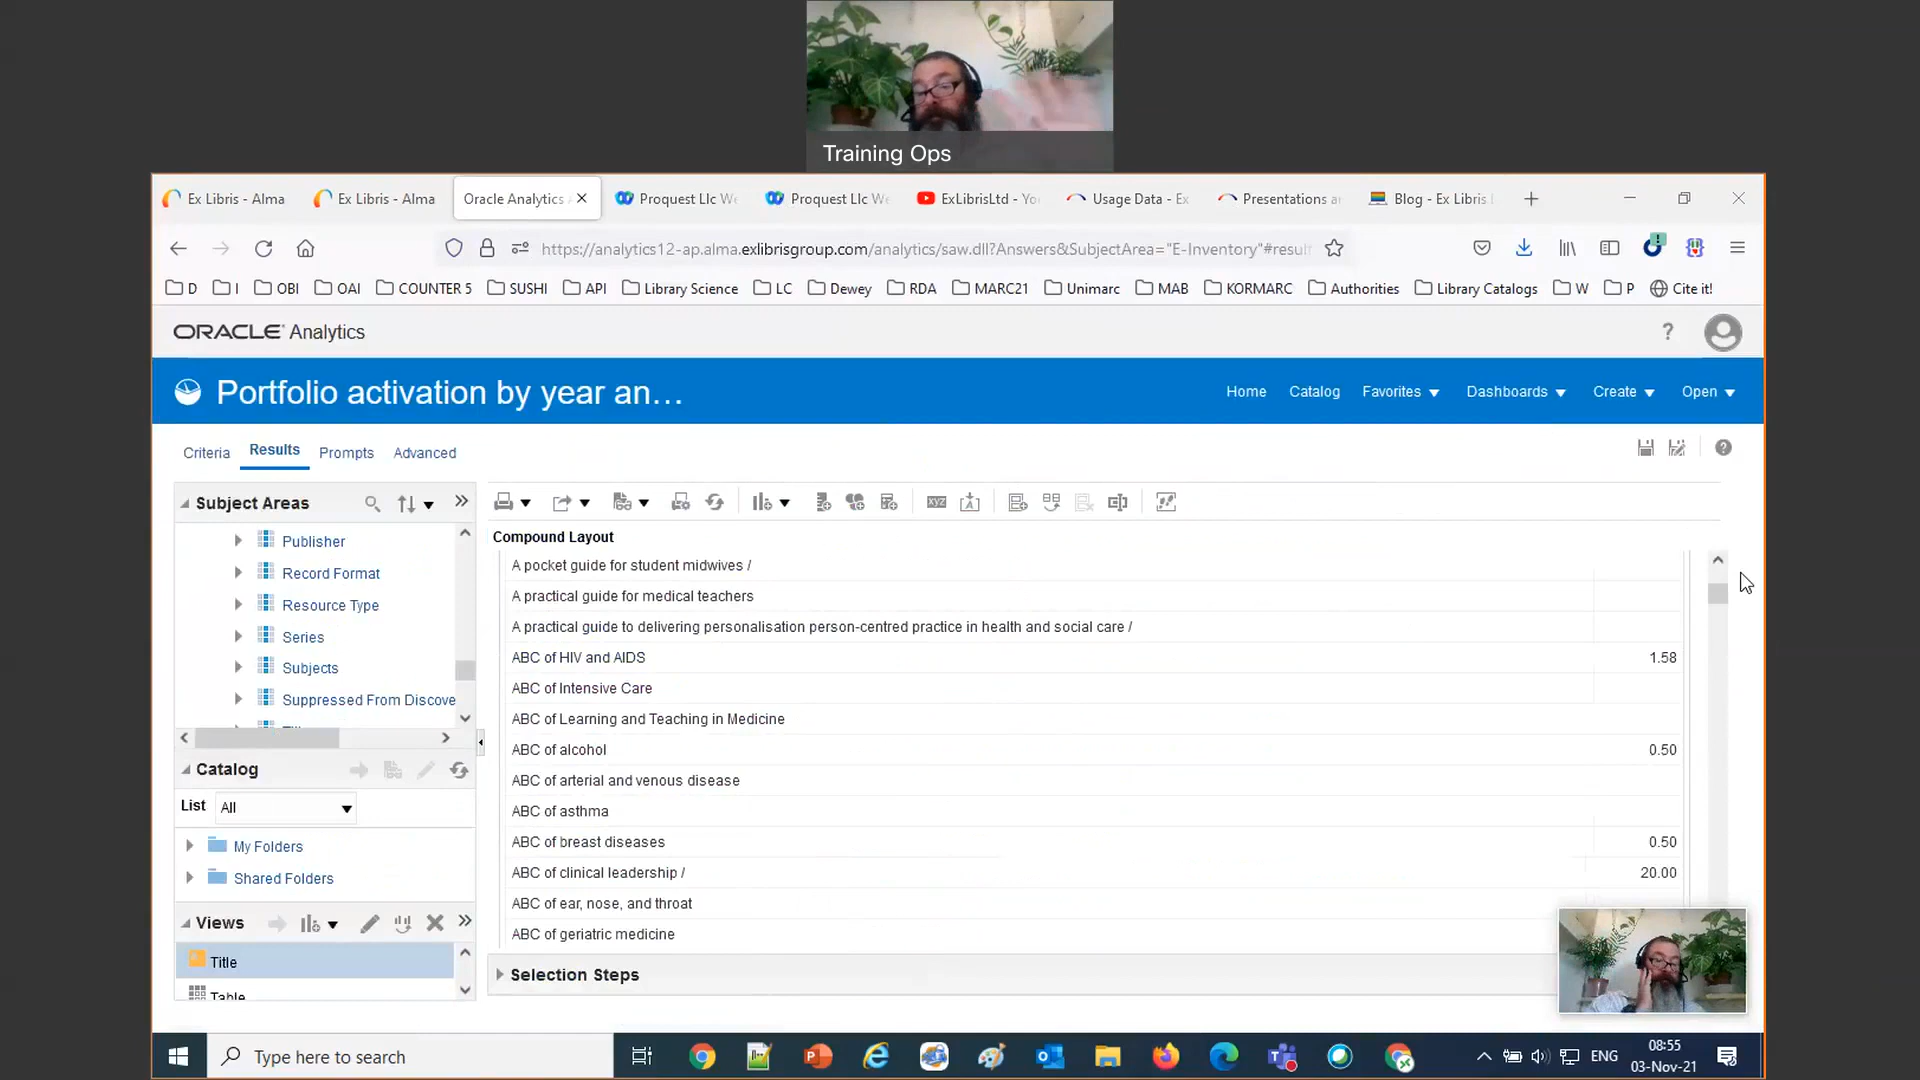 Training Ops
Ex Libris - Alma
Ex Libris - Alma
Oracle Analytics
Proquest Llc We
Proquest Llc We
ExLibrisLtd - Yo
Usage Data - Ex
Presentations a
Blog - Ex Libris
https://analytics12-ap.alma.exlibrisgroup.com/analytics/saw.dll?Answers&SubjectArea="E-Inventory"#resul
D
I
OBI
OAI
COUNTER 5
SUSHI
API
Library Science
LC
Dewey
RDA
MARC21
Unimarc
MAB
KORMARC
Authorities
Library Catalogs
W
P
Cite it!
ORACLE Analytics
Portfolio activation by year an...
Home
Catalog
Favorites
Dashboards
Create
Open
Criteria
Results
Prompts
Advanced
Subject Areas
Publisher
Record Format
Resource Type
Series
Subjects
Suppressed From Discove
Catalog
List All
My Folders
Shared Folders
Views
Title
Table
XYZ
Compound Layout
A pocket guide for student midwives /
A practical guide for medical teachers
A practical guide to delivering personalisation person-centred practice in health and social care /
ABC of HIV and AIDS 1.58
ABC of Intensive Care
ABC of Learning and Teaching in Medicine
ABC of alcohol 0.50
ABC of arterial and venous disease
ABC of asthma
ABC of breast diseases 0.50
ABC of clinical leadership / 20.00
ABC of ear, nose, and throat
ABC of geriatric medicine
Selection Steps
Type here to search
ENG
08:55
03-Nov-21